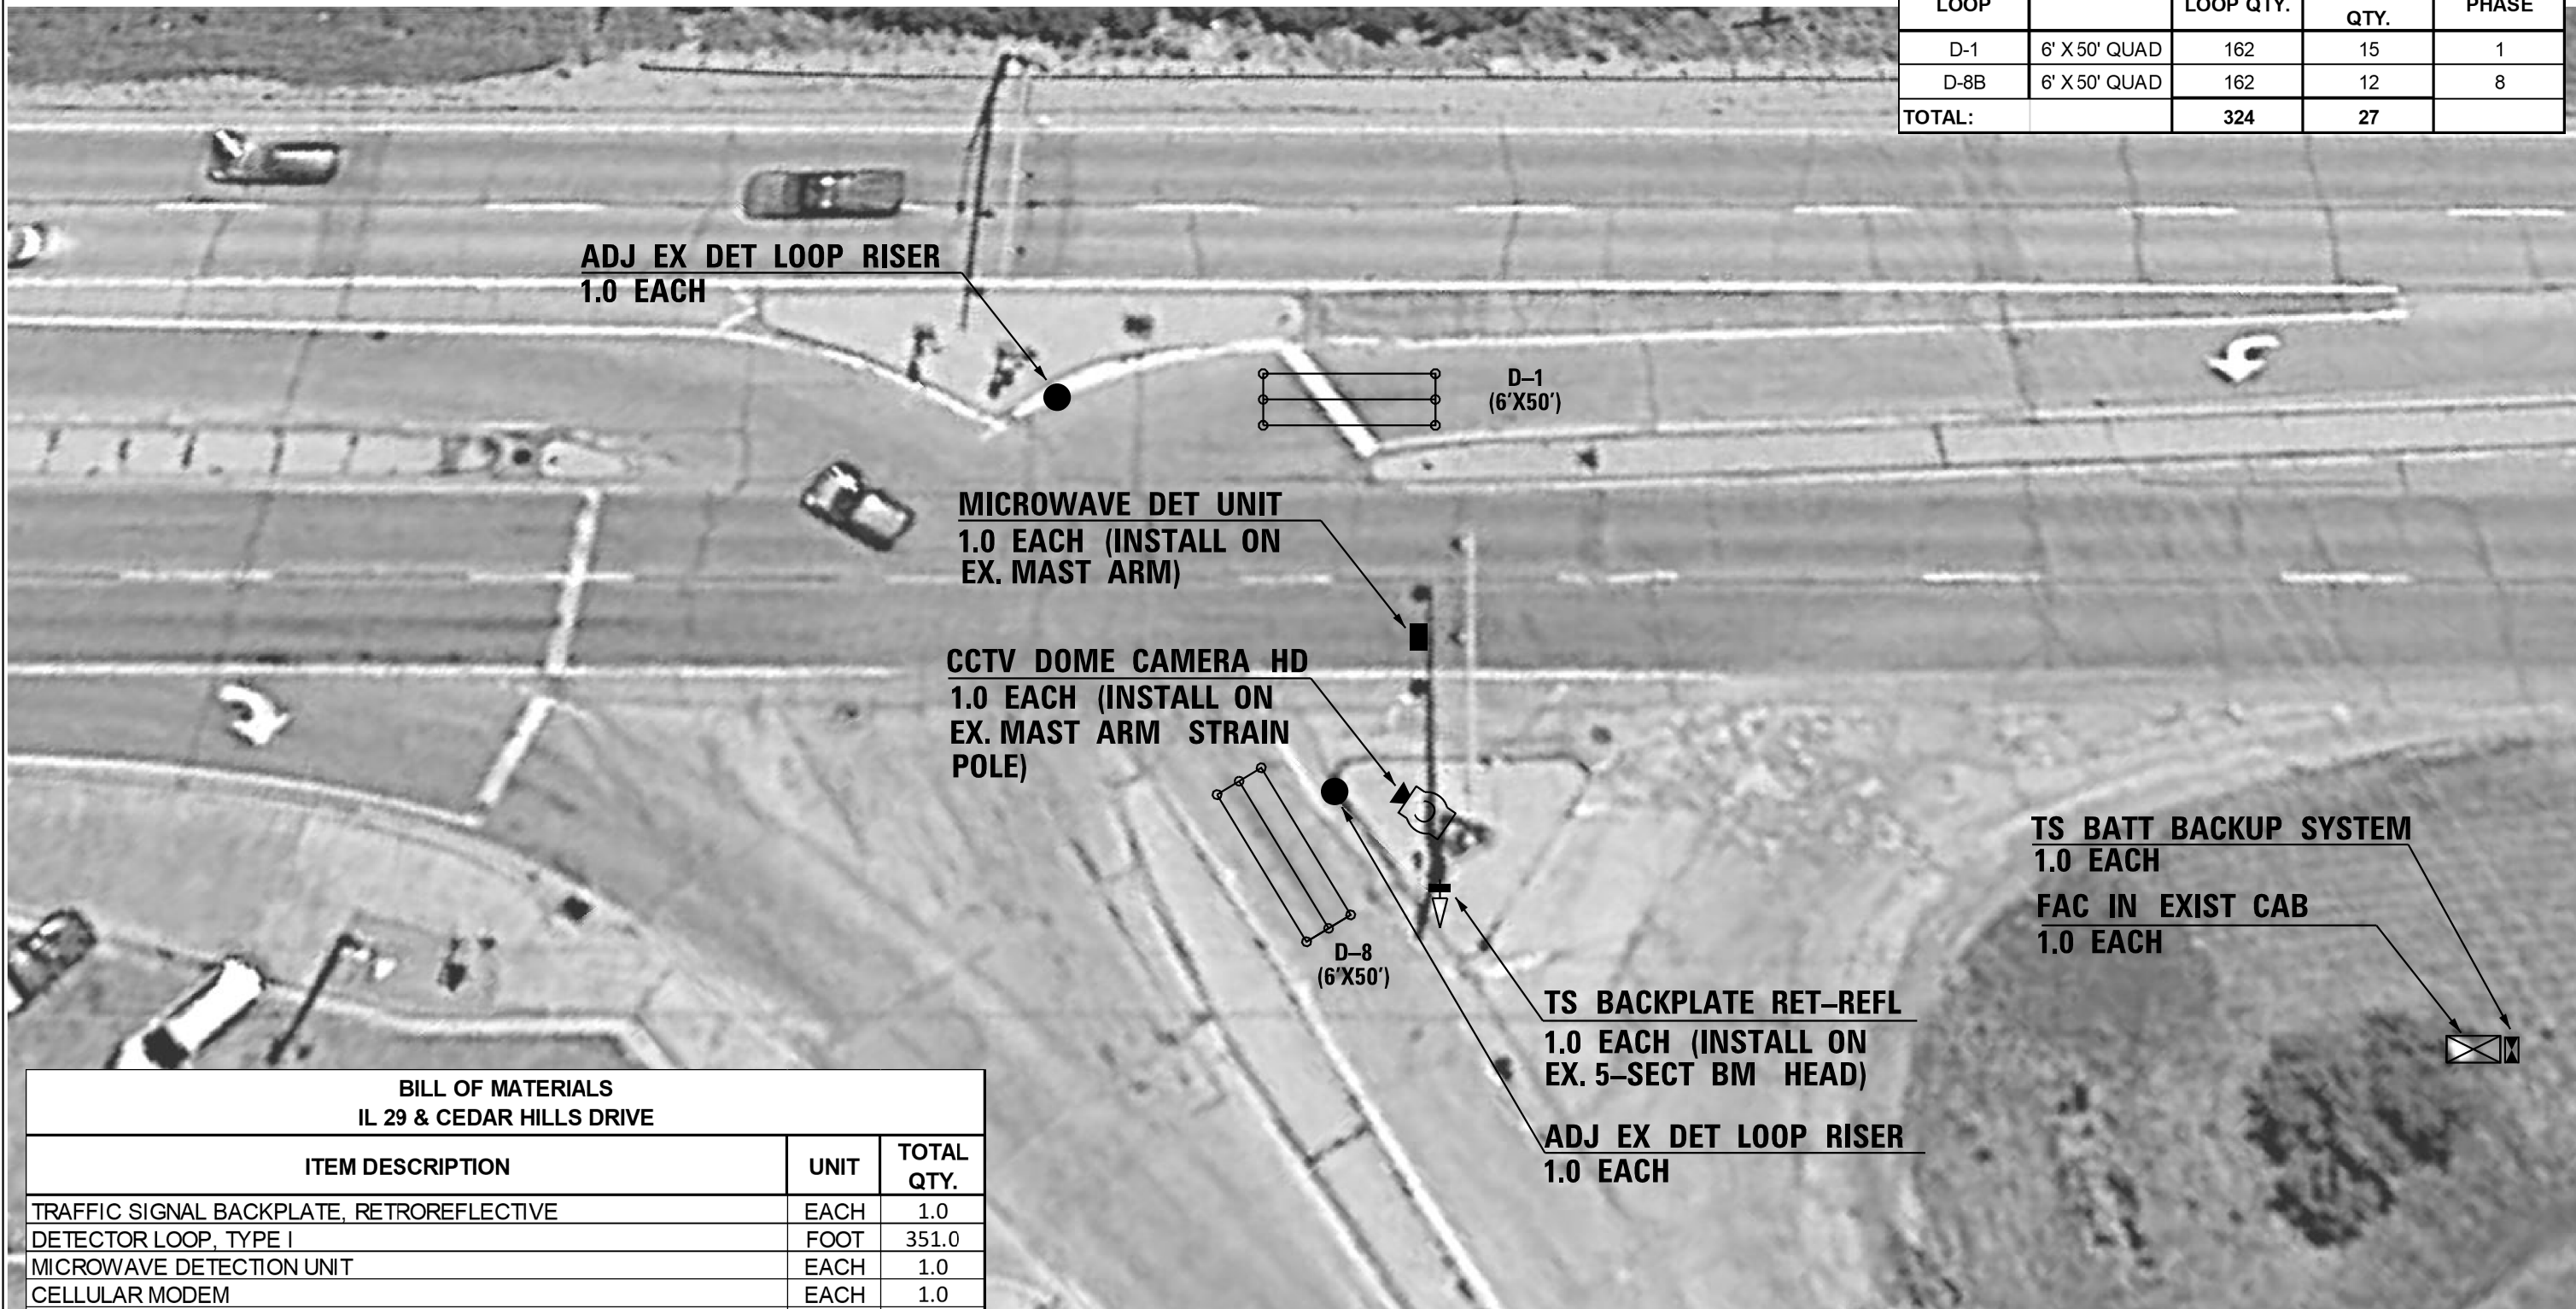 LOOP LOOP QTY. QTY. PHASE
D-1 6' X 50' QUAD 162 15 1
D-8B 6' X 50' QUAD 162 12 8
TOTAL: 324 27
ADJ EX DET LOOP RISER
1.0 EACH
D–1
(6'X50')
MICROWAVE DET UNIT
1.0 EACH (INSTALL ON
EX. MAST ARM)
CCTV DOME CAMERA HD
1.0 EACH (INSTALL ON
EX. MAST ARM STRAIN
POLE)
D–8
(6'X50')
TS BATT BACKUP SYSTEM
1.0 EACH
FAC IN EXIST CAB
1.0 EACH
TS BACKPLATE RET–REFL
1.0 EACH (INSTALL ON
EX. 5–SECT BM HEAD)
ADJ EX DET LOOP RISER
1.0 EACH
BILL OF MATERIALS
IL 29 & CEDAR HILLS DRIVE
ITEM DESCRIPTION UNIT TOTAL QTY.
TRAFFIC SIGNAL BACKPLATE, RETROREFLECTIVE EACH 1.0
DETECTOR LOOP, TYPE I FOOT 351.0
MICROWAVE DETECTION UNIT EACH 1.0
CELLULAR MODEM EACH 1.0